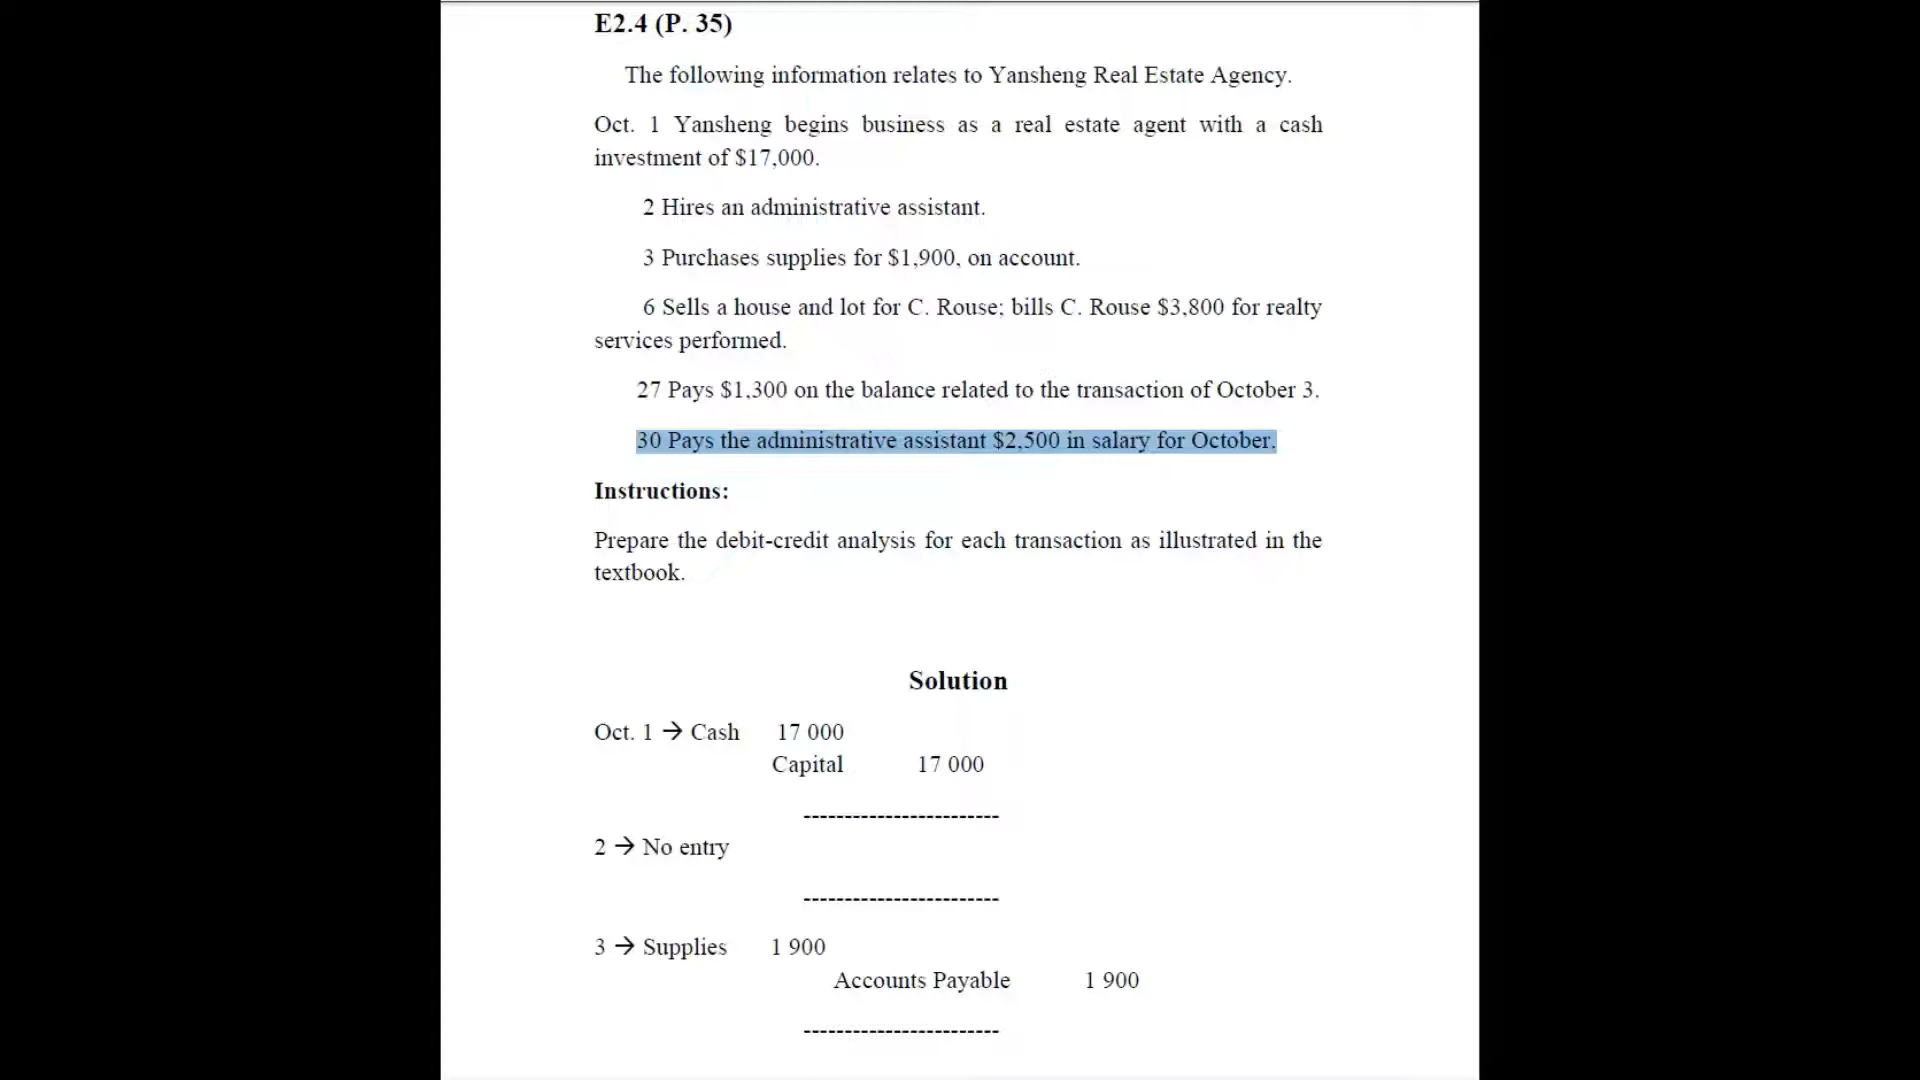 E2.4 (P. 35)
The following information relates to Yansheng Real Estate Agency.
Oct. 1 Yansheng begins business as a real estate agent with a cash
investment of $17,000.
2 Hires an administrative assistant.
3 Purchases supplies for $1,900, on account.
6 Sells a house and lot for C. Rouse; bills C. Rouse $3,800 for realty
services performed.
27 Pays $1,300 on the balance related to the transaction of October 3.
30 Pays the administrative assistant $2,500 in salary for October.
Instructions:
Prepare the debit-credit analysis for each transaction as illustrated in the
textbook.
Solution
Oct. 1 → Cash 17 000
Capital 17 000
------------------------
2 → No entry
------------------------
3 → Supplies 1 900
Accounts Payable 1 900
------------------------